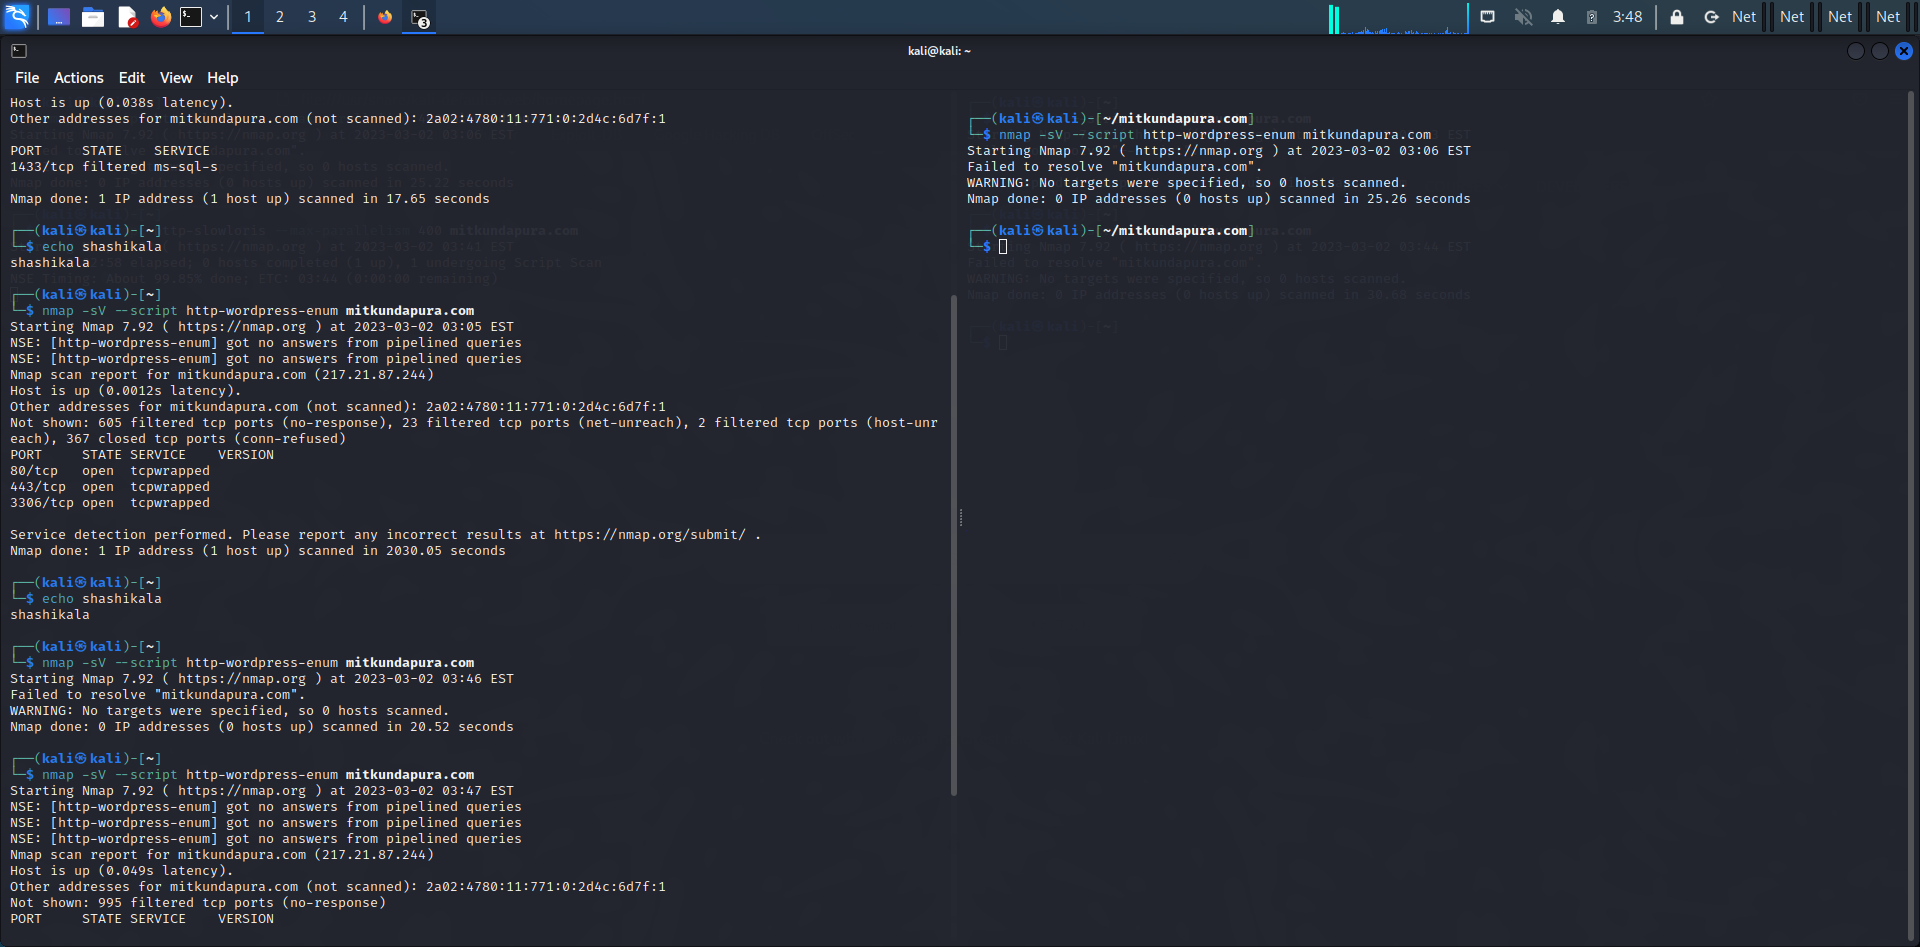 1 2 3 4 3 3:48 Net Net Net Net
kali@kali: ~
File Actions Edit View Help
Host is up (0.038s latency).
Other addresses for mitkundapura.com (not scanned): 2a02:4780:11:771:0:2d4c:6d7f:1
PORT STATE SERVICE
1433/tcp filtered ms-sql-s
Nmap done: 1 IP address (1 host up) scanned in 17.65 seconds
┌──(kali㉿kali)-[~]
└─$ echo shashikala
shashikala
┌──(kali㉿kali)-[~]
└─$ nmap -sV --script http-wordpress-enum mitkundapura.com
Starting Nmap 7.92 ( https://nmap.org ) at 2023-03-02 03:05 EST
NSE: [http-wordpress-enum] got no answers from pipelined queries
NSE: [http-wordpress-enum] got no answers from pipelined queries
Nmap scan report for mitkundapura.com (217.21.87.244)
Host is up (0.0012s latency).
Other addresses for mitkundapura.com (not scanned): 2a02:4780:11:771:0:2d4c:6d7f:1
Not shown: 605 filtered tcp ports (no-response), 23 filtered tcp ports (net-unreach), 2 filtered tcp ports (host-unr
each), 367 closed tcp ports (conn-refused)
PORT STATE SERVICE VERSION
80/tcp open tcpwrapped
443/tcp open tcpwrapped
3306/tcp open tcpwrapped
Service detection performed. Please report any incorrect results at https://nmap.org/submit/ .
Nmap done: 1 IP address (1 host up) scanned in 2030.05 seconds
┌──(kali㉿kali)-[~]
└─$ echo shashikala
shashikala
┌──(kali㉿kali)-[~]
└─$ nmap -sV --script http-wordpress-enum mitkundapura.com
Starting Nmap 7.92 ( https://nmap.org ) at 2023-03-02 03:46 EST
Failed to resolve "mitkundapura.com".
WARNING: No targets were specified, so 0 hosts scanned.
Nmap done: 0 IP addresses (0 hosts up) scanned in 20.52 seconds
┌──(kali㉿kali)-[~]
└─$ nmap -sV --script http-wordpress-enum mitkundapura.com
Starting Nmap 7.92 ( https://nmap.org ) at 2023-03-02 03:47 EST
NSE: [http-wordpress-enum] got no answers from pipelined queries
NSE: [http-wordpress-enum] got no answers from pipelined queries
NSE: [http-wordpress-enum] got no answers from pipelined queries
Nmap scan report for mitkundapura.com (217.21.87.244)
Host is up (0.049s latency).
Other addresses for mitkundapura.com (not scanned): 2a02:4780:11:771:0:2d4c:6d7f:1
Not shown: 995 filtered tcp ports (no-response)
PORT STATE SERVICE VERSION
┌──(kali㉿kali)-[~/mitkundapura.com]
└─$ nmap -sV --script http-wordpress-enum mitkundapura.com
Starting Nmap 7.92 ( https://nmap.org ) at 2023-03-02 03:06 EST
Failed to resolve "mitkundapura.com".
WARNING: No targets were specified, so 0 hosts scanned.
Nmap done: 0 IP addresses (0 hosts up) scanned in 25.26 seconds
┌──(kali㉿kali)-[~/mitkundapura.com]
└─$